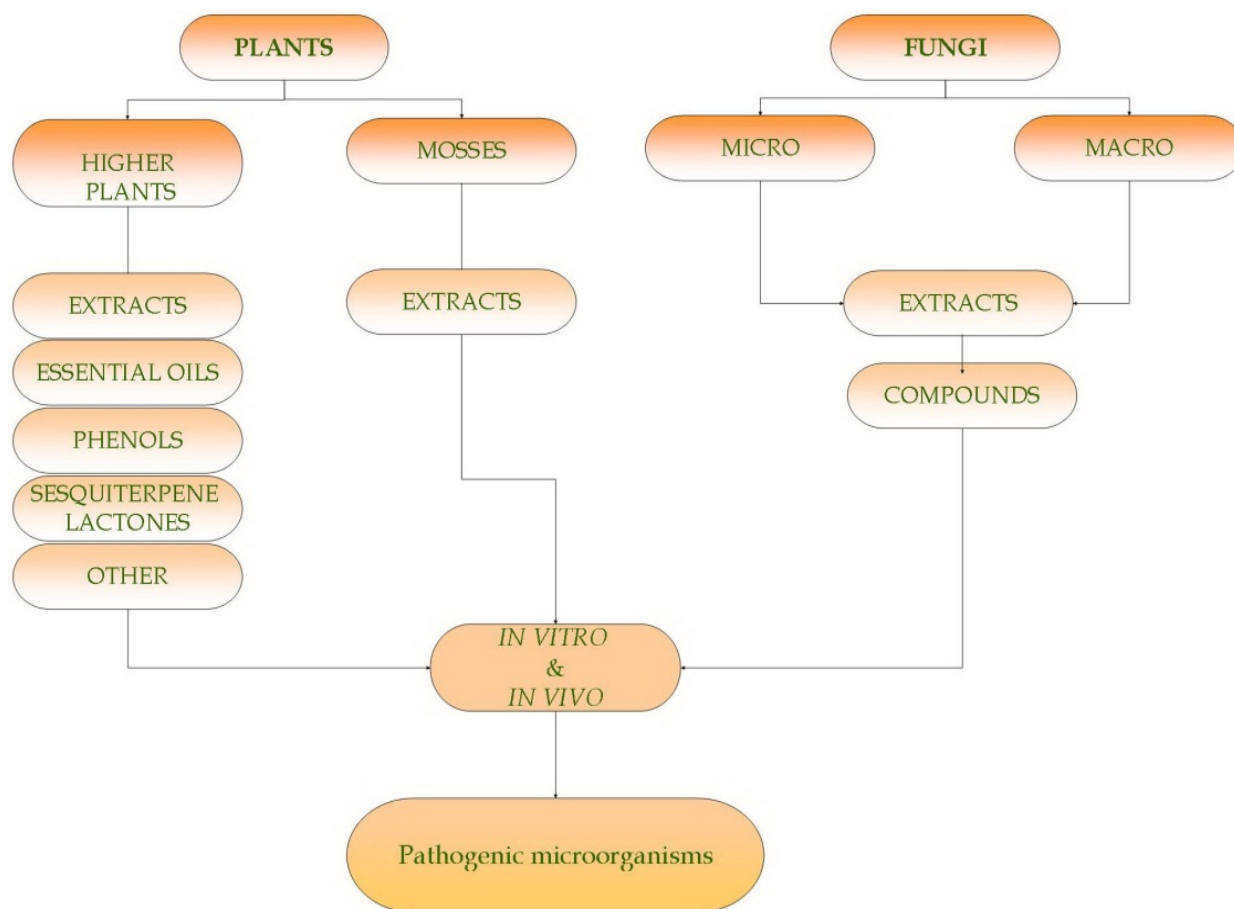 PLANTS
FUNGI
HIGHER
PLANTS
MOSSES
MICRO
MACRO
EXTRACTS
EXTRACTS
EXTRACTS
ESSENTIAL OILS
COMPOUNDS
PHENOLS
SESQUITERPENE
LACTONES
OTHER
IN VITRO
&
IN VIVO
Pathogenic microorganisms